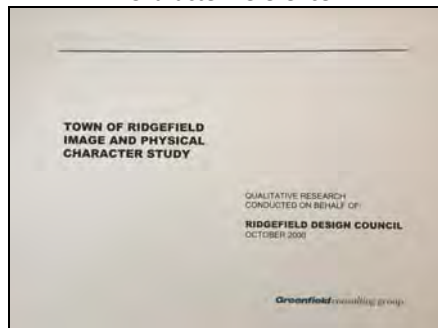 TOWN OF RIDGEFIELD
IMAGE AND PHYSICAL
CHARACTER STUDY
QUALITATIVE RESEARCH
CONDUCTED ON BEHALF OF:
RIDGEFIELD DESIGN COUNCIL
OCTOBER 2000
Greenfield consulting group